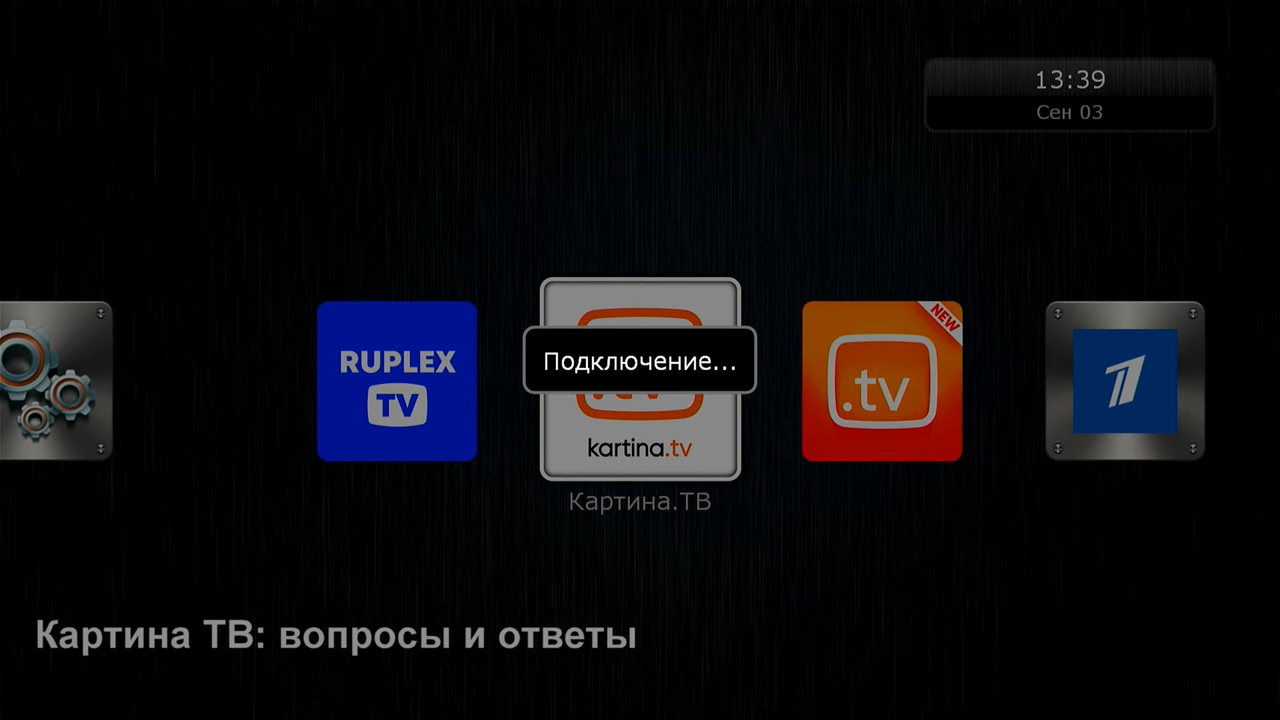 13:39
Сен 03
RUPLEX
TV
Подключение...
kartina.tv
.tv
NEW
Картина.ТВ
Картина ТВ: вопросы и ответы